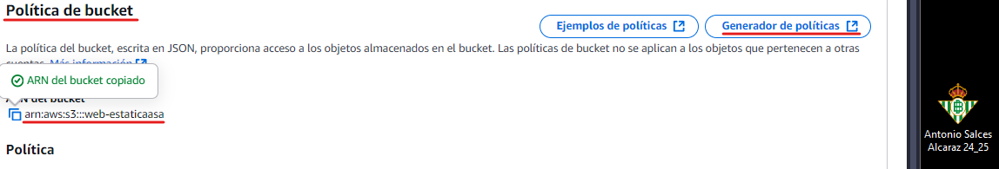 Política de bucket
Ejemplos de políticas
Generador de políticas
La política del bucket, escrita en JSON, proporciona acceso a los objetos almacenados en el bucket. Las políticas de bucket no se aplican a los objetos que pertenecen a otras
cuentas. Más información
ARN del bucket copiado
ARN del bucket
arn:aws:s3:::web-estaticaasa
Política
Antonio Salces
Alcaraz 24_25